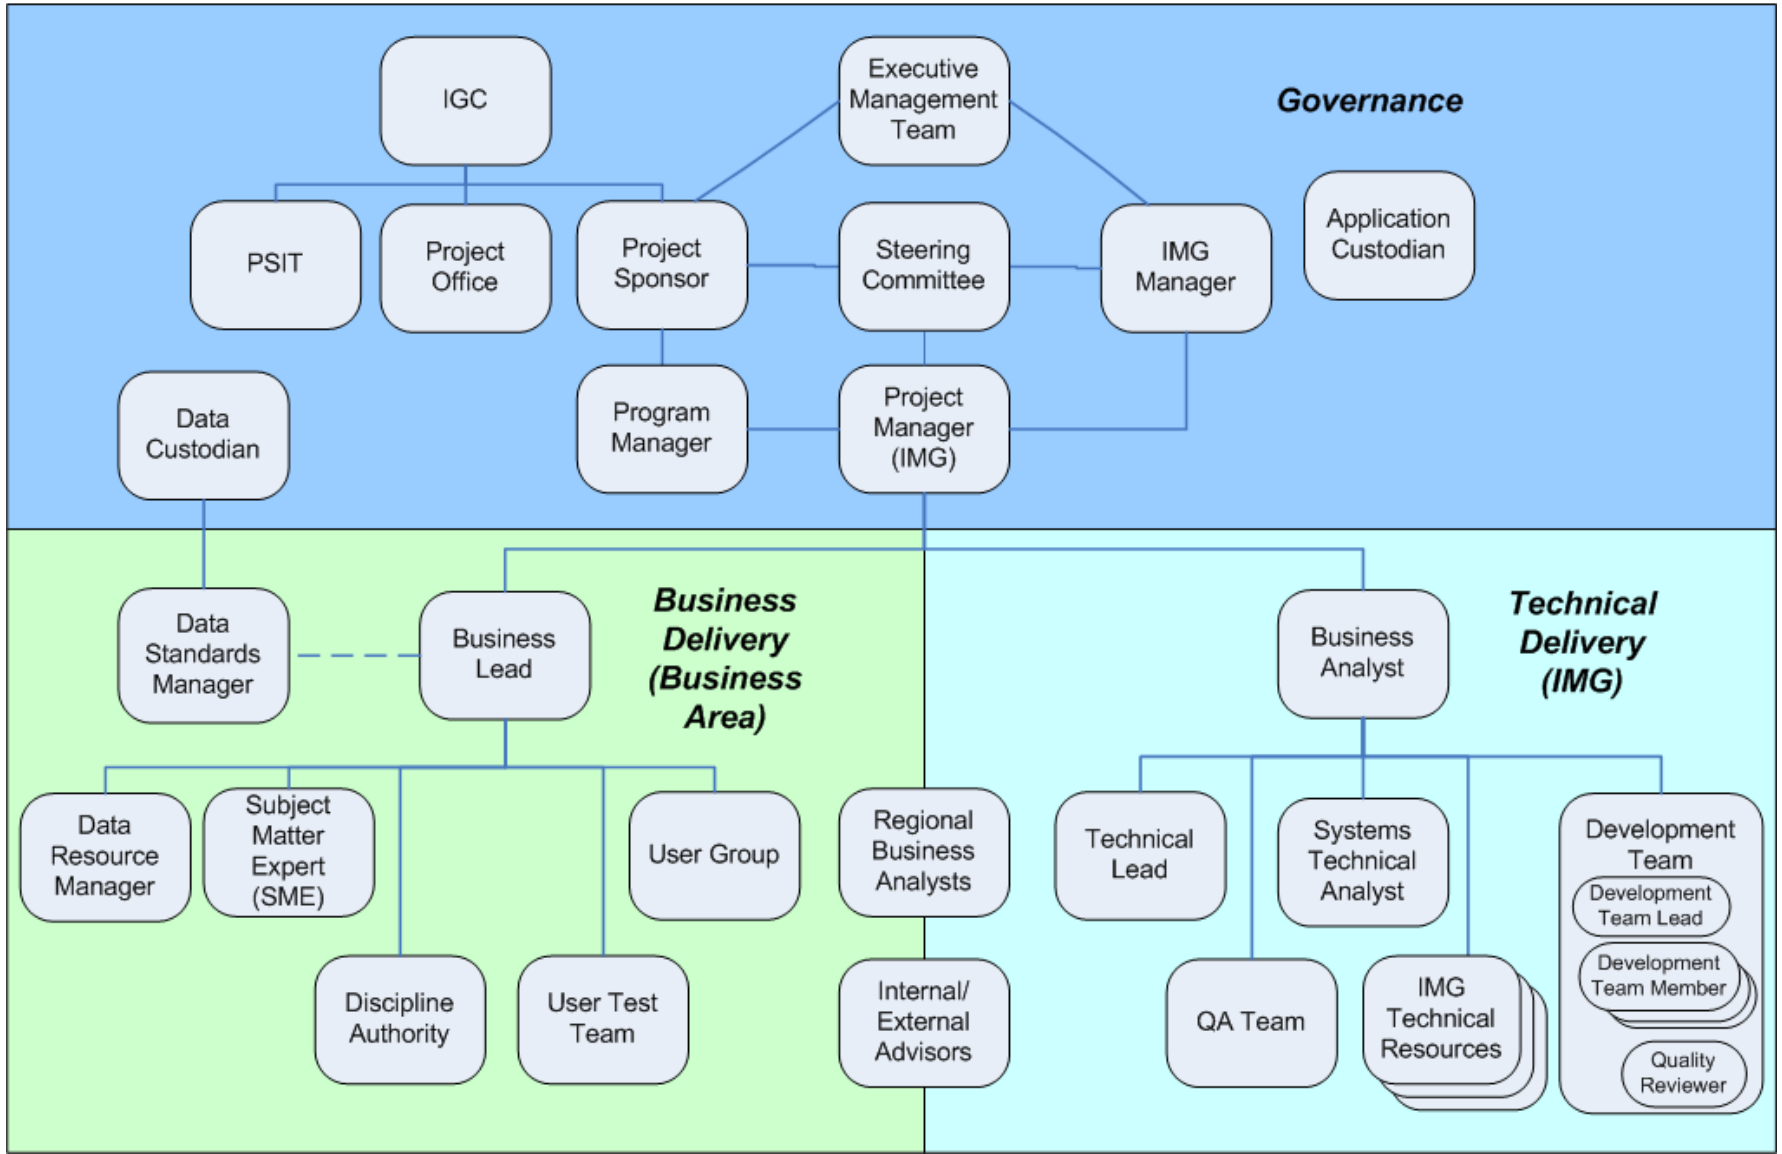 IGC
Executive
Management
Team
Governance
PSIT
Project
Office
Project
Sponsor
Steering
Committee
IMG
Manager
Application
Custodian
Data
Custodian
Program
Manager
Project
Manager
(IMG)
Data
Standards
Manager
Business
Lead
Business
Delivery
(Business
Area)
Business
Analyst
Technical
Delivery
(IMG)
Data
Resource
Manager
Subject
Matter
Expert
(SME)
User Group
Regional
Business
Analysts
Technical
Lead
Systems
Technical
Analyst
Development
Team
Development
Team Lead
Development
Team Member
Quality
Reviewer
Discipline
Authority
User Test
Team
Internal/
External
Advisors
QA Team
IMG
Technical
Resources